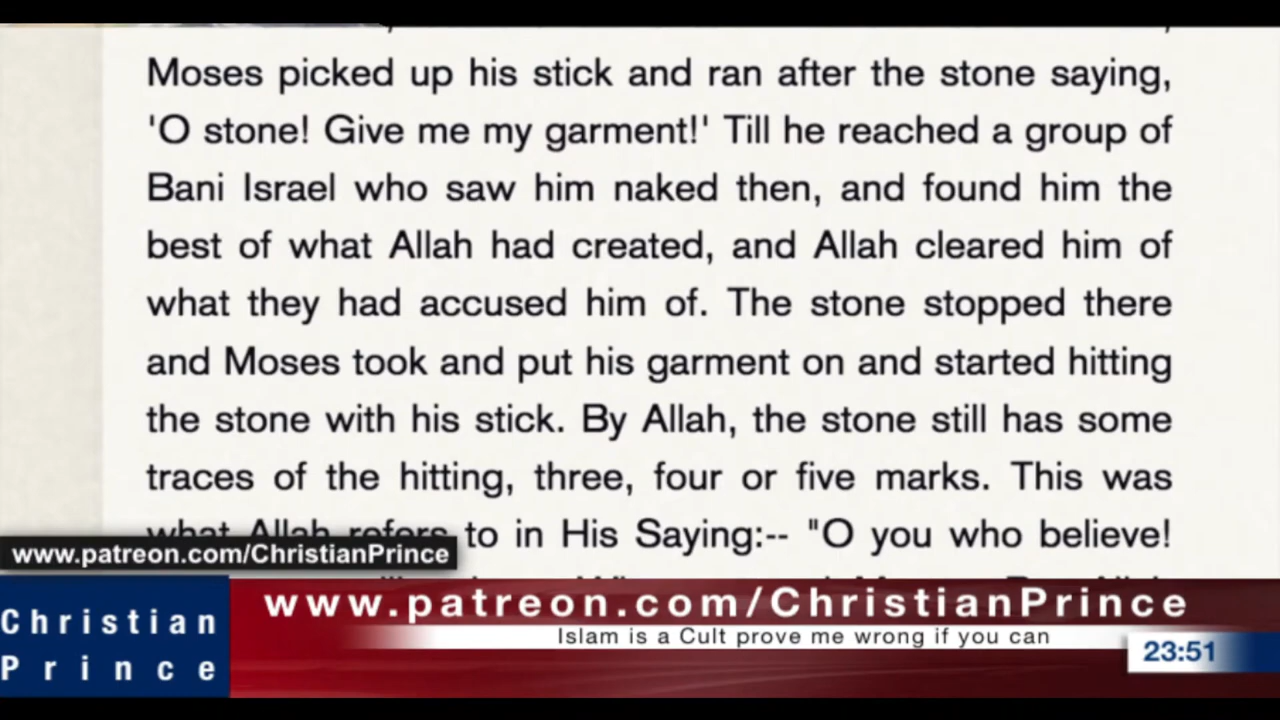 Moses picked up his stick and ran after the stone saying,
'O stone! Give me my garment!' Till he reached a group of
Bani Israel who saw him naked then, and found him the
best of what Allah had created, and Allah cleared him of
what they had accused him of. The stone stopped there
and Moses took and put his garment on and started hitting
the stone with his stick. By Allah, the stone still has some
traces of the hitting, three, four or five marks. This was
what Allah refers to in His Saying:-- "O you who believe!
www.patreon.com/ChristianPrince
www.patreon.com/ChristianPrince
Islam is a Cult prove me wrong if you can
Christian
Prince
23:51